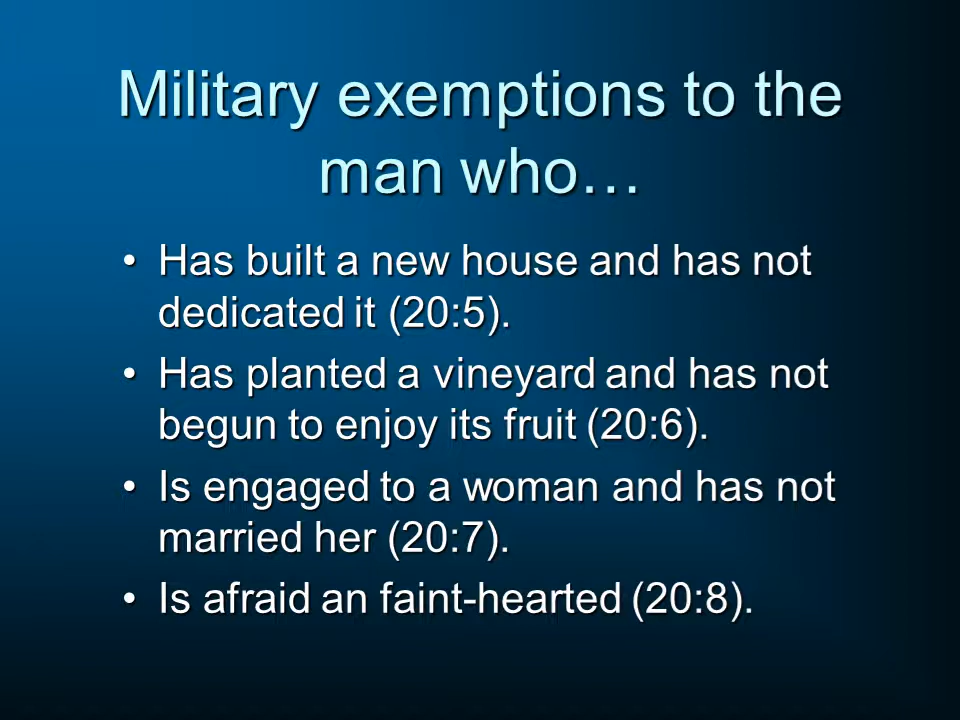 Military exemptions to the
man who…
• Has built a new house and has not
dedicated it (20:5).
• Has planted a vineyard and has not
begun to enjoy its fruit (20:6).
• Is engaged to a woman and has not
married her (20:7).
• Is afraid an faint-hearted (20:8).